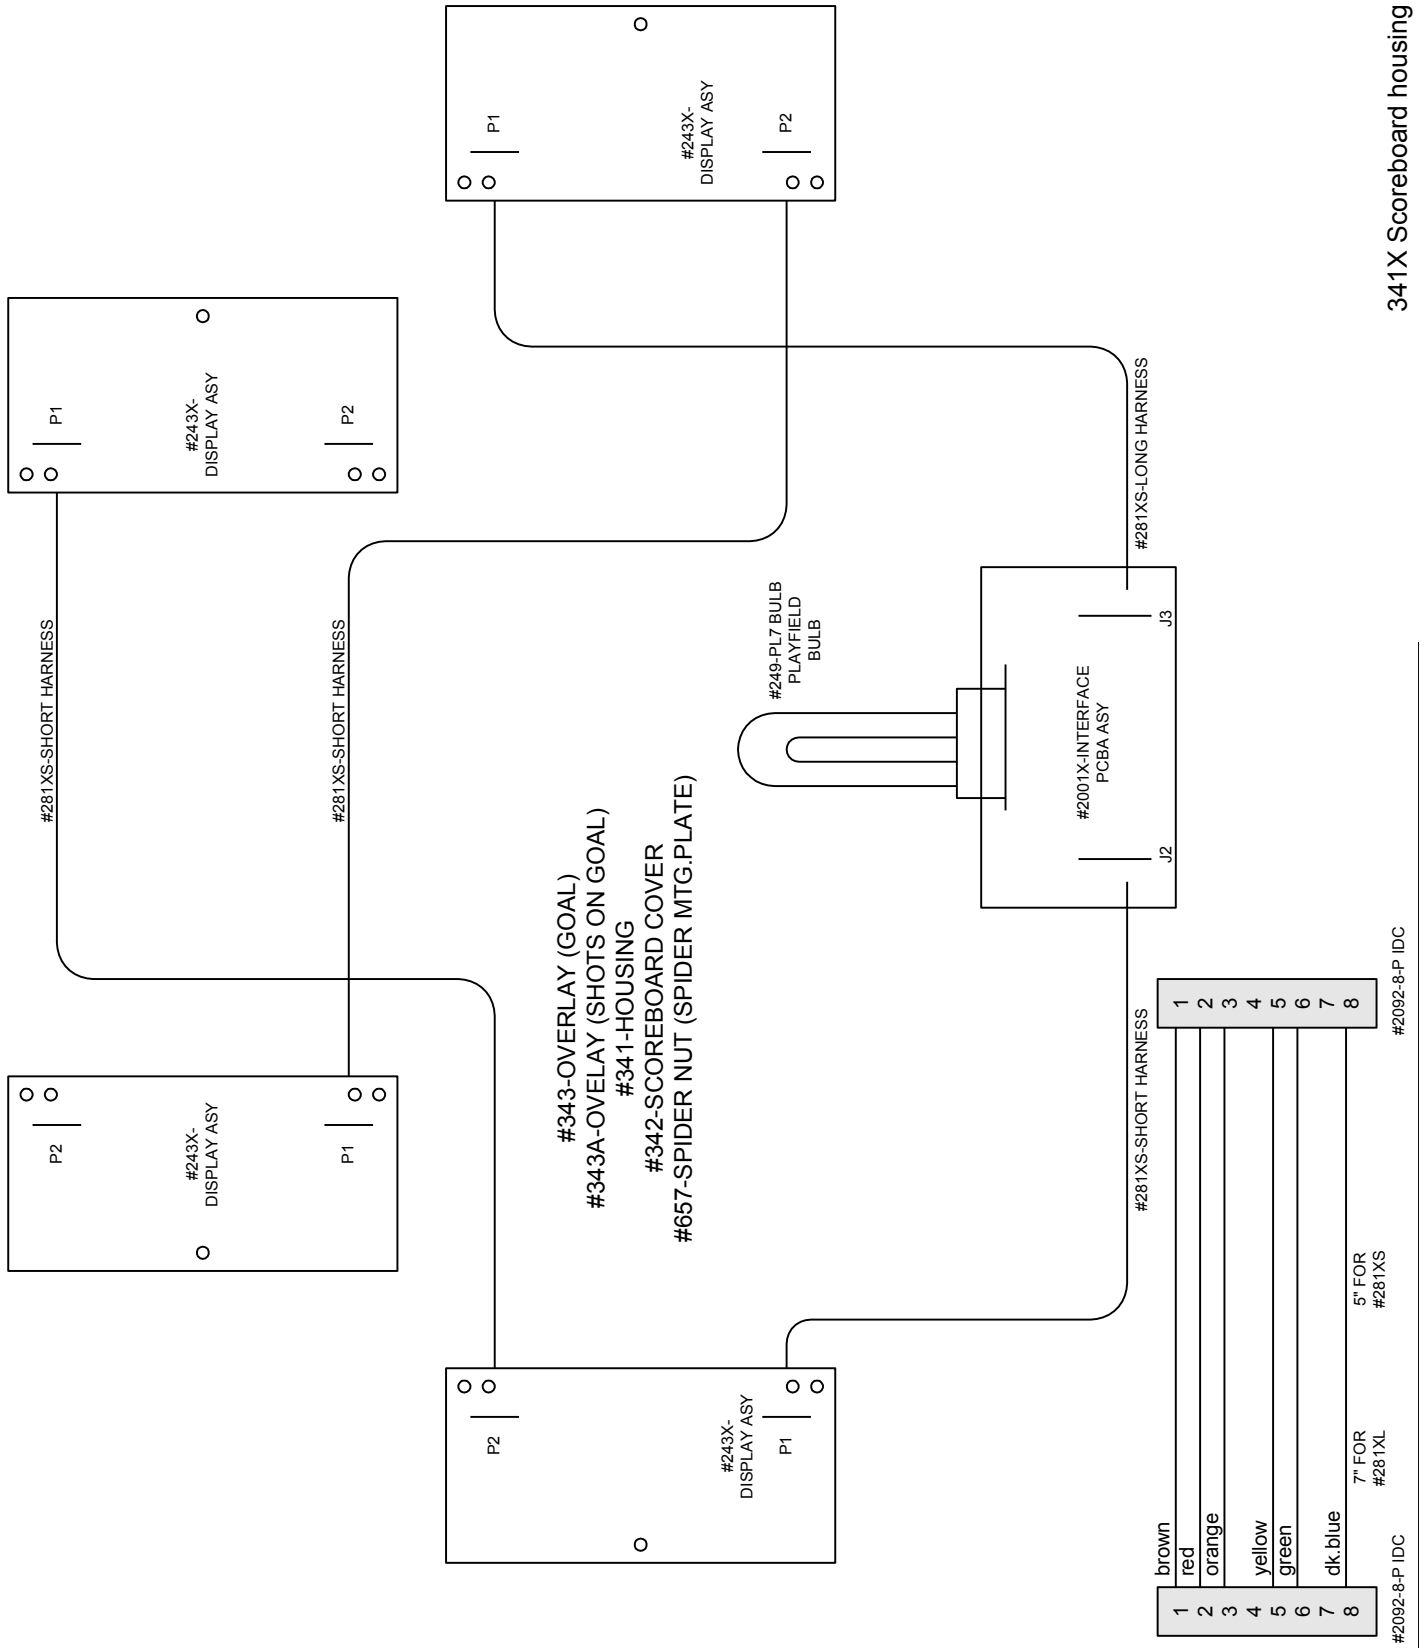 341X Scoreboard housing
#243X-
DISPLAY ASY
P2
P1
#281XS-SHORT HARNESS
#281XS-SHORT HARNESS
#243X-
DISPLAY ASY
P1
P2
#243X-
DISPLAY ASY
P2
P1
#243X-
DISPLAY ASY
P1
P2
#343-OVERLAY (GOAL)
#343A-OVELAY (SHOTS ON GOAL)
#341-HOUSING
#342-SCOREBOARD COVER
#657-SPIDER NUT (SPIDER MTG.PLATE)
#249-PL7 BULB
PLAYFIELD
BULB
#2001X-INTERFACE
PCBA ASY
J2
J3
#281XS-SHORT HARNESS
#281XS-LONG HARNESS
brown
red
orange
yellow
green
dk.blue
1
2
3
4
5
6
7
8
1
2
3
4
5
6
7
8
7" FOR
#281XL
5" FOR
#281XS
#2092-8-P IDC
#2092-8-P IDC